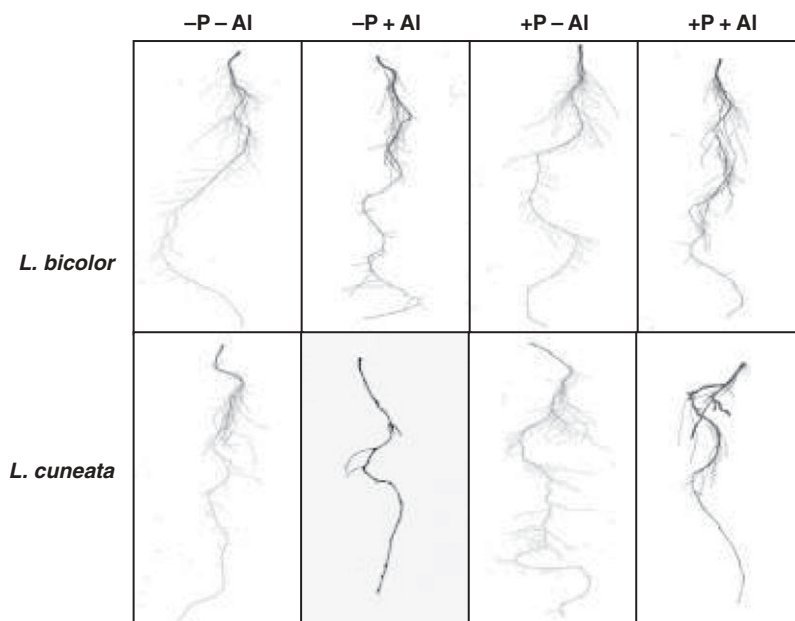 –P – Al –P + Al +P – Al +P + Al
L. bicolor
L. cuneata